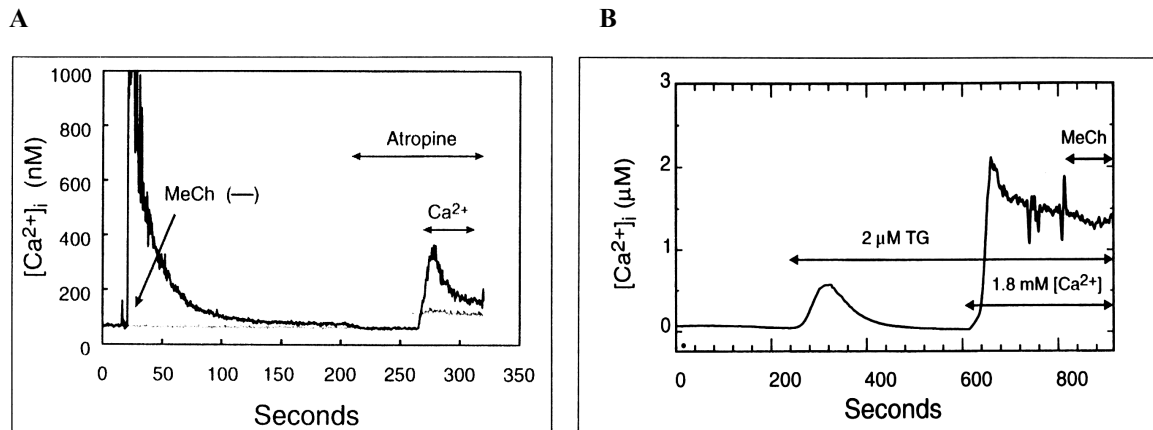 A
B
1000
800
600
400
200
0
[Ca²⁺]ᵢ (nM)
Atropine
MeCh (—)
Ca²⁺
0 50 100 150 200 250 300 350
Seconds
3
2
1
0
[Ca²⁺]ᵢ (μM)
MeCh
2 μM TG
1.8 mM [Ca²⁺]
0 200 400 600 800
Seconds